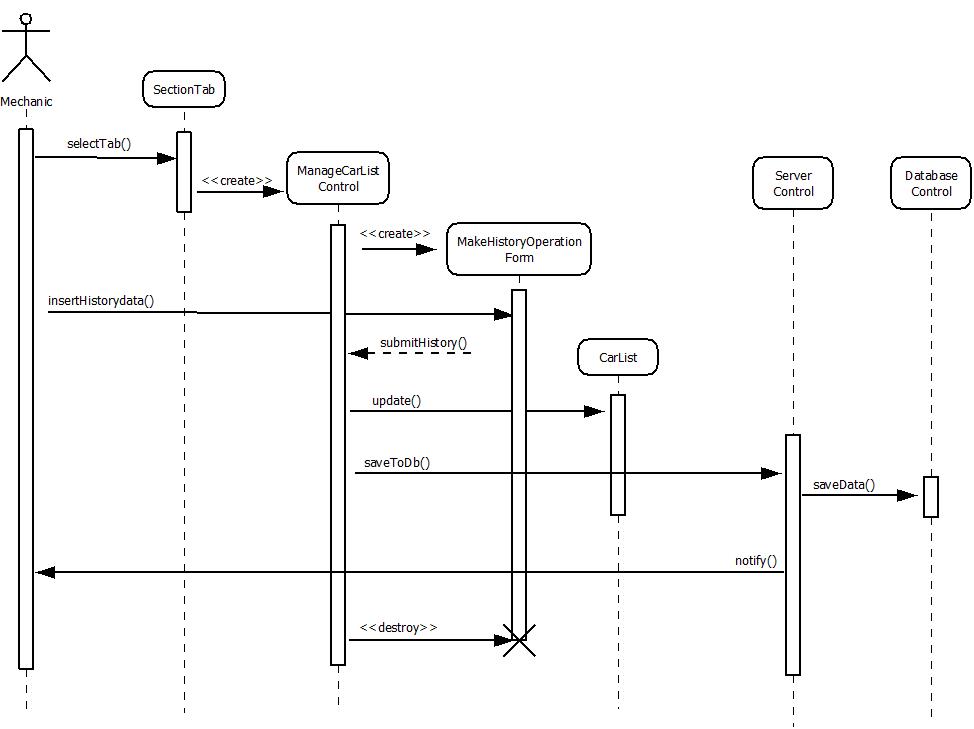 Mechanic
SectionTab
selectTab()
<<create>>
ManageCarList
Control
Server
Control
Database
Control
<<create>>
MakeHistoryOperation
Form
insertHistorydata()
submitHistory()
CarList
update()
saveToDb()
saveData()
notify()
<<destroy>>